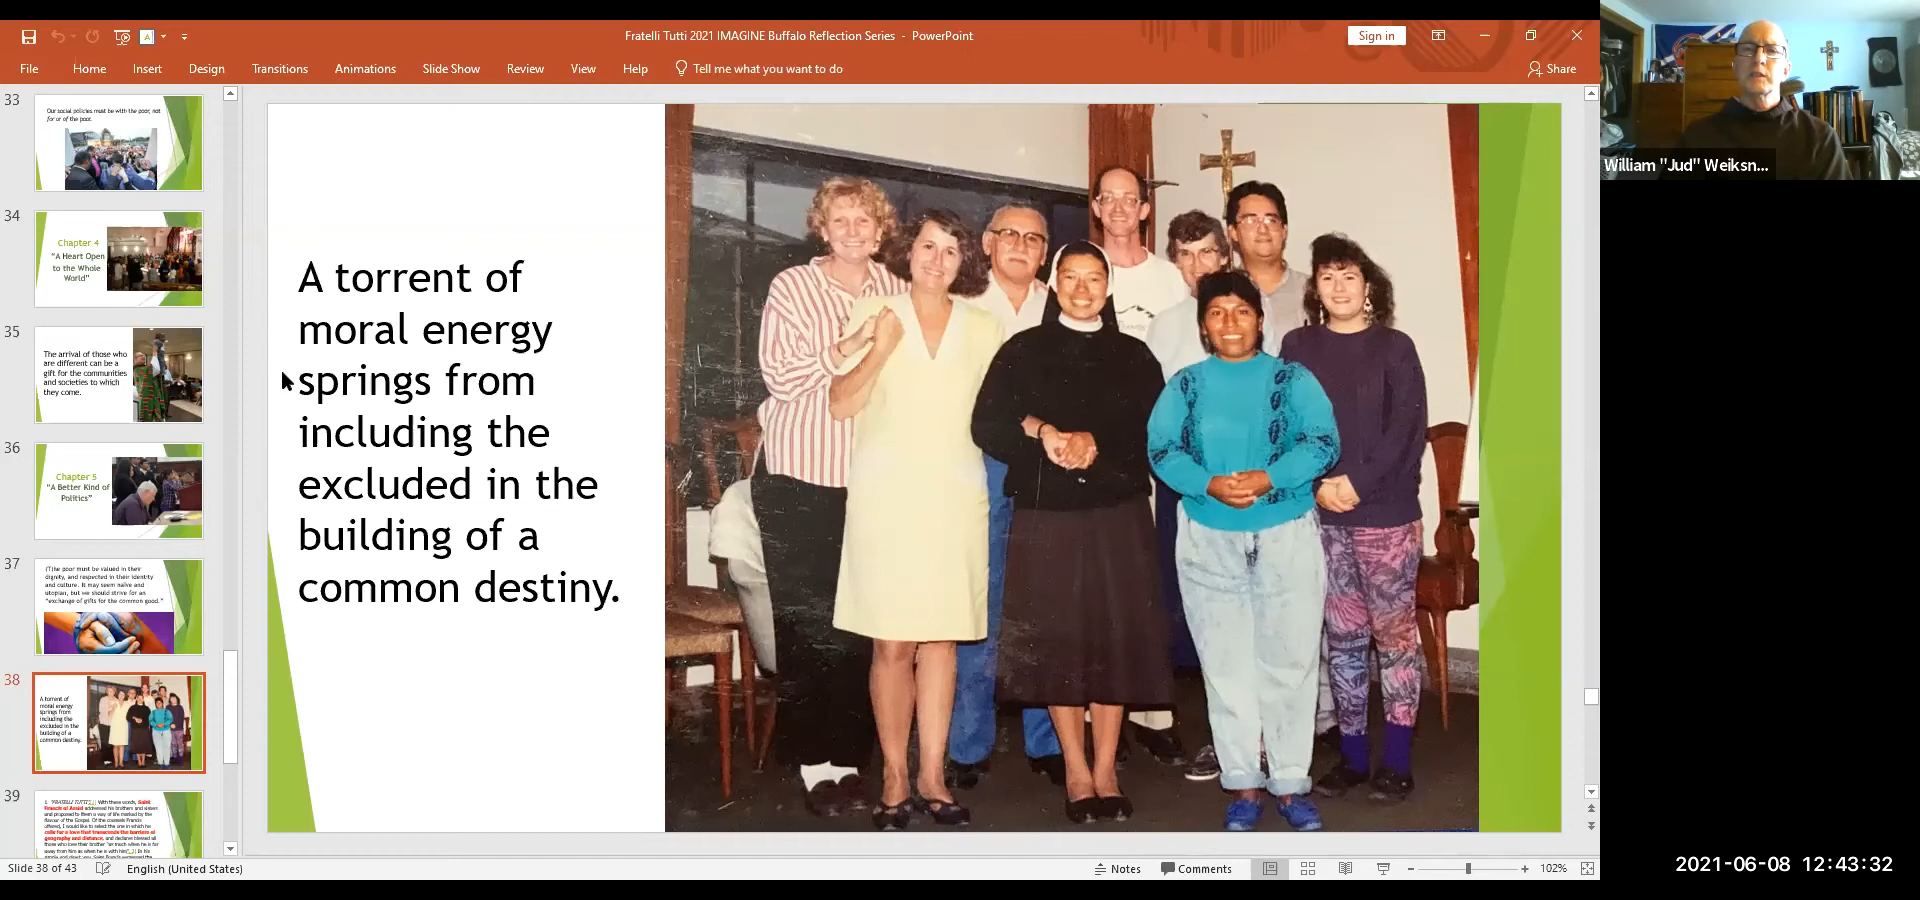 Fratelli Tutti 2021 IMAGINE Buffalo Reflection Series - PowerPoint
Sign in
File Home Insert Design Transitions Animations Slide Show Review View Help Tell me what you want to do
Share
33
Our social policies must be with the poor, not
for or of the poor.
34
Chapter 4
"A Heart Open
to the Whole
World"
35
The arrival of those who
are different can be a
gift for the communities
and societies to which
they come.
36
Chapter 5
"A Better Kind of
Politics"
37
(T)he poor must be valued in their
dignity, and respected in their identity
and culture. It may seem naïve and
utopian, but we should strive for an
"exchange of gifts for the common good."
38
A torrent of
moral energy
springs from
including the
excluded in the
building of a
common destiny.
39
A torrent of
moral energy
springs from
including the
excluded in the
building of a
common destiny.
William "Jud" Weiksn...
Slide 38 of 43
English (United States)
Notes
Comments
102%
2021-06-08 12:43:32